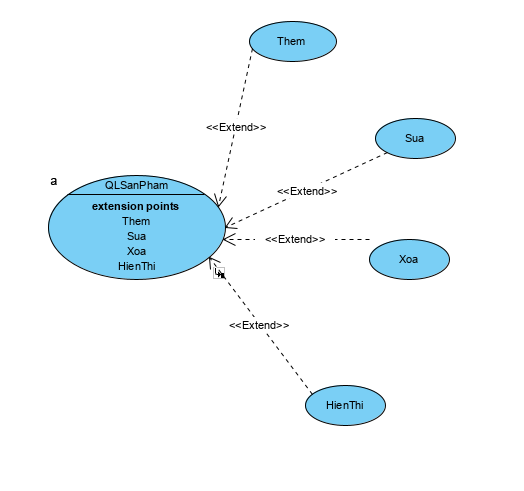 Them
<<Extend>>
Sua
a
QLSanPham
<<Extend>>
extension points
Them
Sua
Xoa
HienThi
<<Extend>>
Xoa
<<Extend>>
HienThi